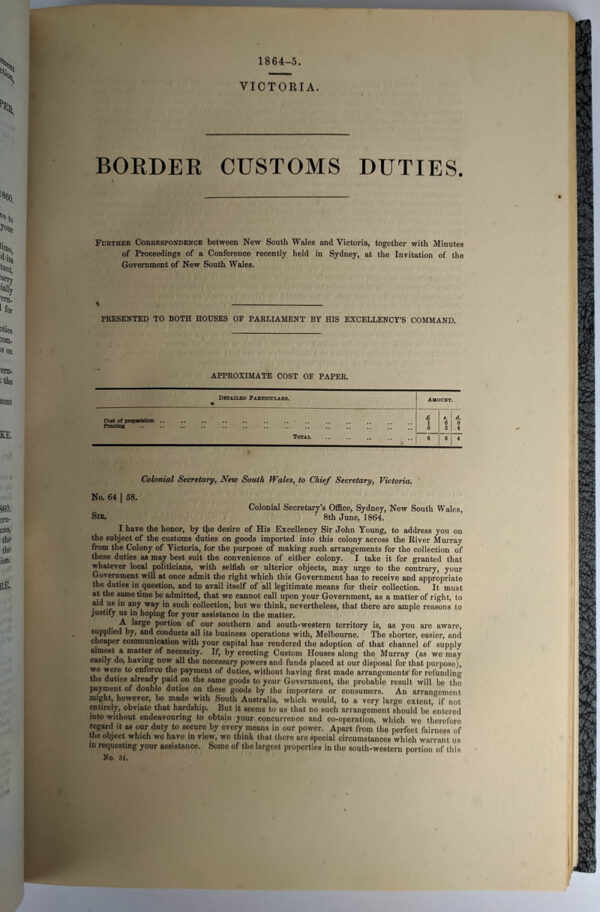 1864–5.
VICTORIA.
BORDER CUSTOMS DUTIES.
FURTHER CORRESPONDENCE between New South Wales and Victoria, together with Minutes
of Proceedings of a Conference recently held in Sydney, at the Invitation of the
Government of New South Wales.
PRESENTED TO BOTH HOUSES OF PARLIAMENT BY HIS EXCELLENCY'S COMMAND.
APPROXIMATE COST OF PAPER.
DETAILED PARTICULARS. AMOUNT.
£ s. d.
Cost of preparation .. 1 0 0
Printing .. 5 5 4
TOTAL .. 6 5 4
Colonial Secretary, New South Wales, to Chief Secretary, Victoria.
No. 64 | 58.
Colonial Secretary's Office, Sydney, New South Wales,
SIR, 8th June, 1864.
I have the honor, by the desire of His Excellency Sir John Young, to address you on
the subject of the customs duties on goods imported into this colony across the River Murray
from the Colony of Victoria, for the purpose of making such arrangements for the collection of
these duties as may best suit the convenience of either colony. I take it for granted that
whatever local politicians, with selfish or ulterior objects, may urge to the contrary, your
Government will at once admit the right which this Government has to receive and appropriate
the duties in question, and to avail itself of all legitimate means for their collection. It must
at the same time be admitted, that we cannot call upon your Government, as a matter of right, to
aid us in any way in such collection, but we think, nevertheless, that there are ample reasons to
justify us in hoping for your assistance in the matter.
A large portion of our southern and south-western territory is, as you are aware,
supplied by, and conducts all its business operations with, Melbourne. The shorter, easier, and
cheaper communication with your capital has rendered the adoption of that channel of supply
almost a matter of necessity. If, by erecting Custom Houses along the Murray (as we may
easily do, having now all the necessary powers and funds placed at our disposal for that purpose),
we were to enforce the payment of duties, without having first made arrangements for refunding
the duties already paid on the same goods to your Government, the probable result will be the
payment of double duties on these goods by the importers or consumers. An arrangement
might, however, be made with South Australia, which would, to a very large extent, if not
entirely, obviate that hardship. But it seems to us that no such arrangement should be entered
into without endeavouring to obtain your concurrence and co-operation, which we therefore
regard it as our duty to secure by every means in our power. Apart from the perfect fairness of
the object which we have in view, we think that there are special circumstances which warrant us
in requesting your assistance. Some of the largest properties in the south-western portion of this
No. 51.